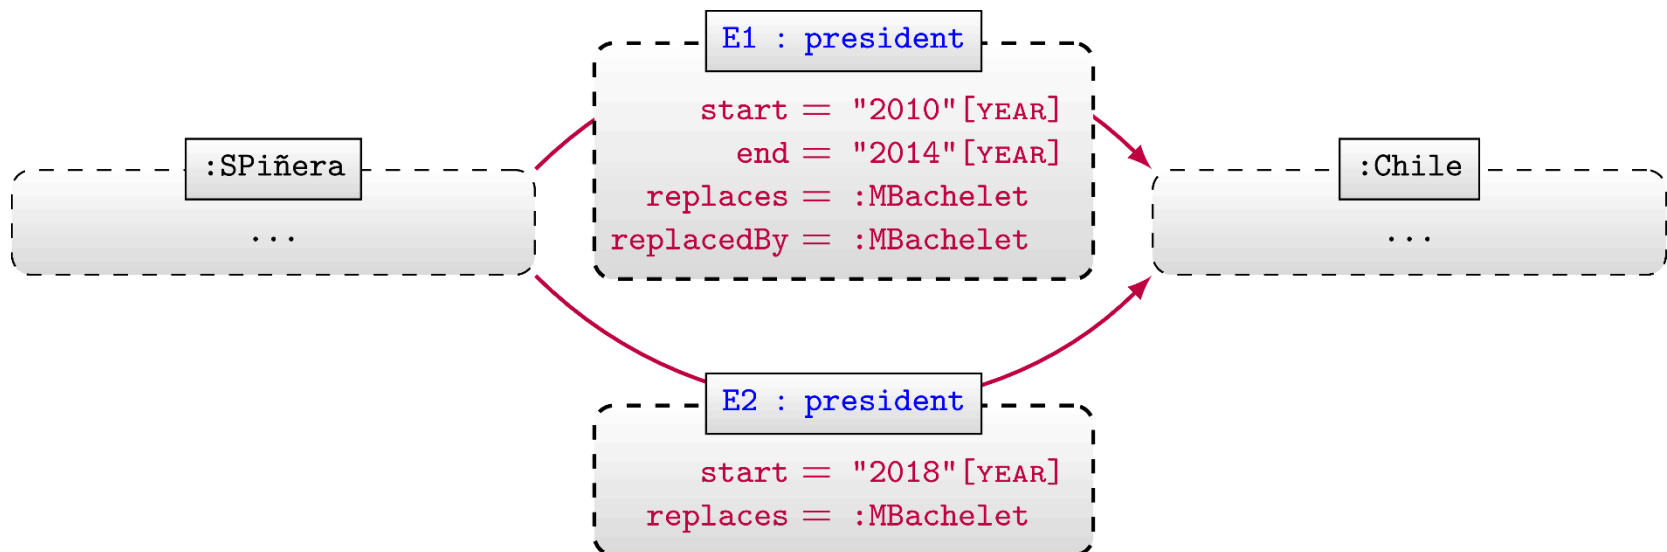 E1 : president
start = "2010"[YEAR]
end = "2014"[YEAR]
replaces = :MBachelet
replacedBy = :MBachelet
:SPiñera
...
:Chile
...
E2 : president
start = "2018"[YEAR]
replaces = :MBachelet